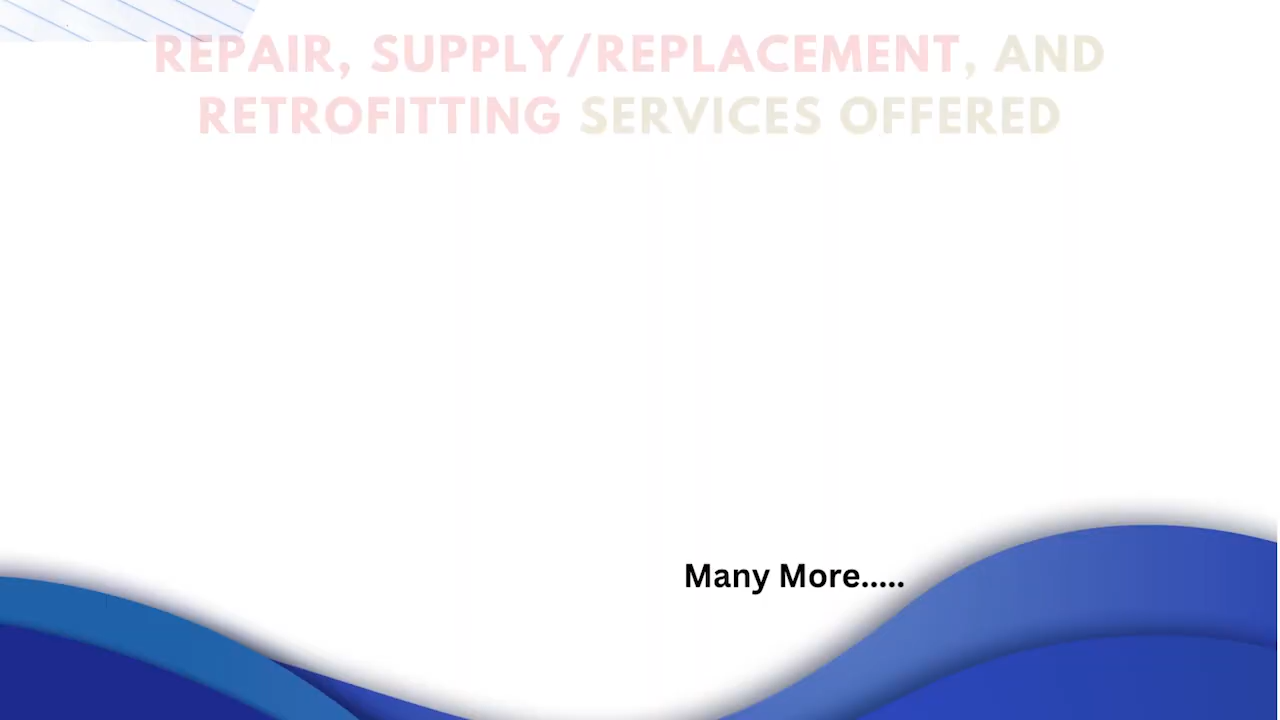 REPAIR, SUPPLY/REPLACEMENT, AND
RETROFITTING SERVICES OFFERED
Many More.....